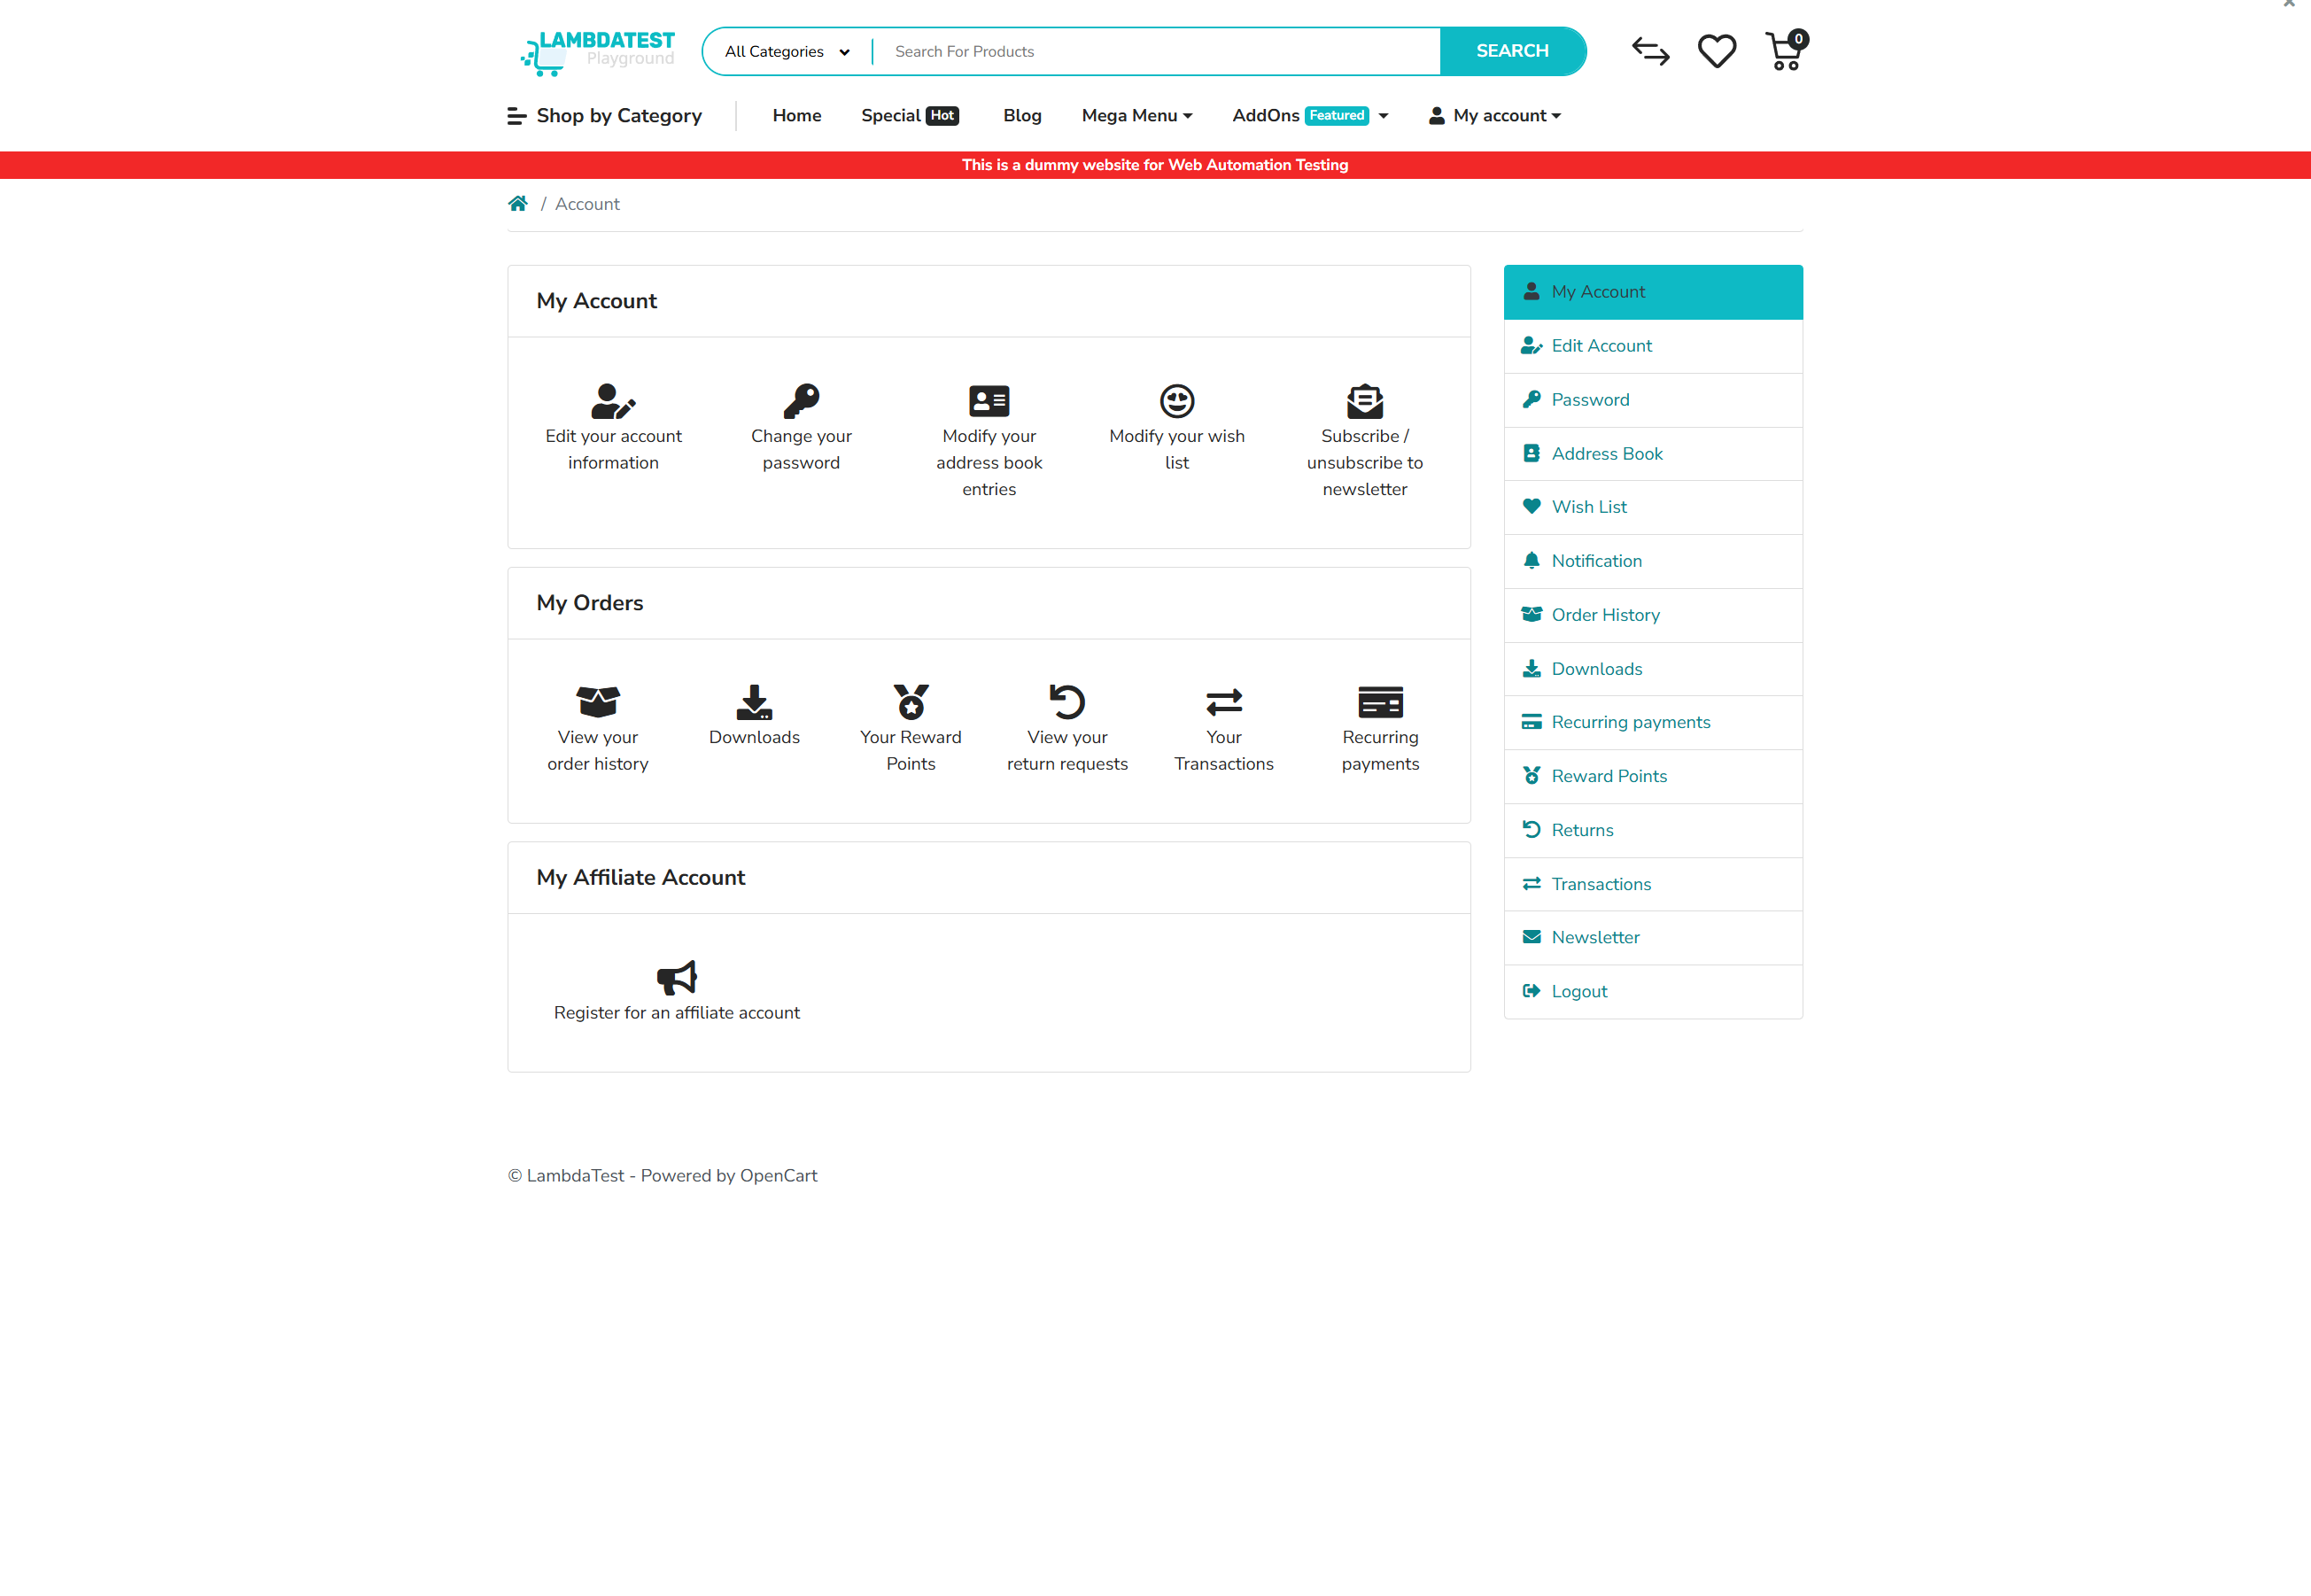 LAMBDATEST
Playground
All Categories
Search For Products
SEARCH
0
Shop by Category
Home
Special Hot
Blog
Mega Menu
AddOns Featured
My account
This is a dummy website for Web Automation Testing
/ Account
My Account
Edit your account
information
Change your
password
Modify your
address book
entries
Modify your wish
list
Subscribe /
unsubscribe to
newsletter
My Orders
View your
order history
Downloads
Your Reward
Points
View your
return requests
Your
Transactions
Recurring
payments
My Affiliate Account
Register for an affiliate account
My Account
Edit Account
Password
Address Book
Wish List
Notification
Order History
Downloads
Recurring payments
Reward Points
Returns
Transactions
Newsletter
Logout
© LambdaTest - Powered by OpenCart